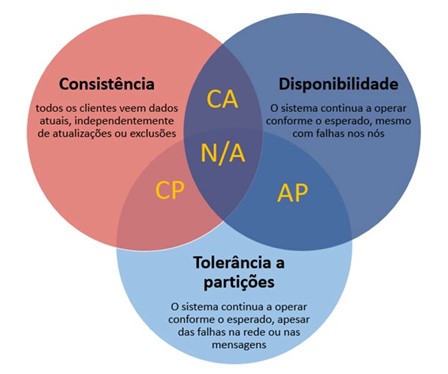 Consistência
todos os clientes veem dados
atuais, independentemente
de atualizações ou exclusões
Disponibilidade
O sistema continua a operar
conforme o esperado, mesmo
com falhas nos nós
CA
N/A
CP
AP
Tolerância a
partições
O sistema continua a operar
conforme o esperado, apesar
das falhas na rede ou nas
mensagens